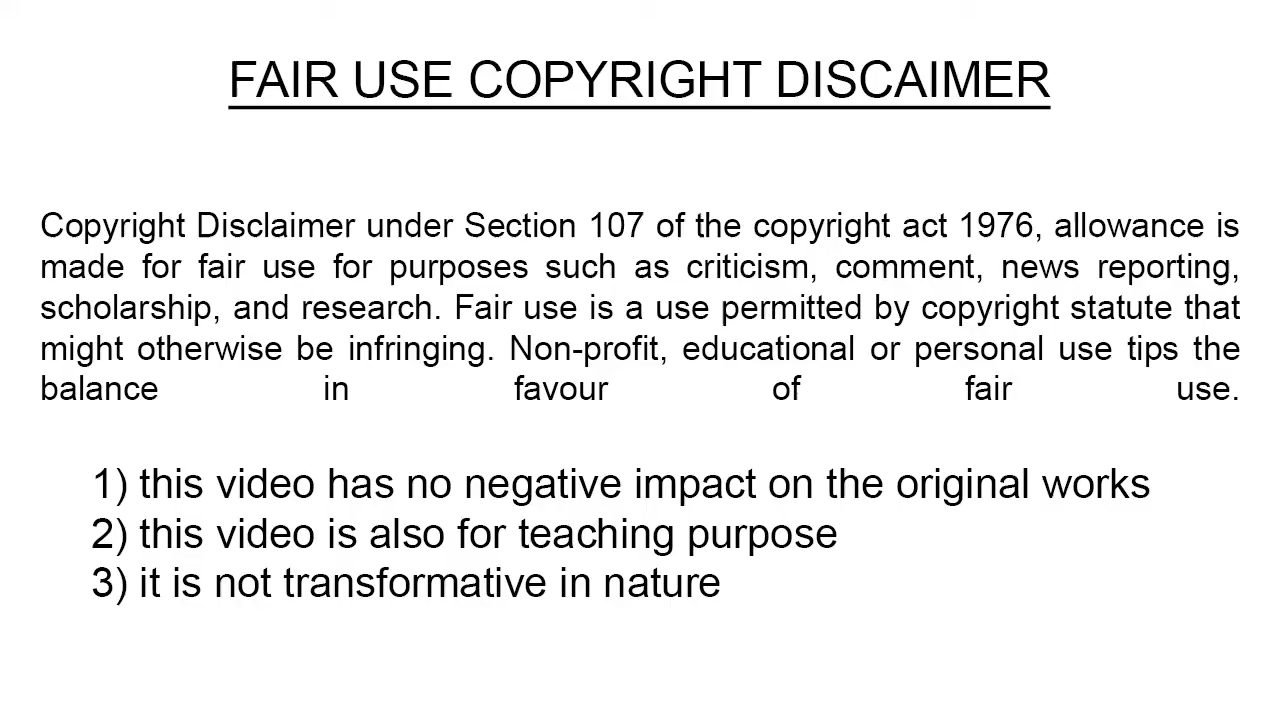 FAIR USE COPYRIGHT DISCAIMER
Copyright Disclaimer under Section 107 of the copyright act 1976, allowance is
made for fair use for purposes such as criticism, comment, news reporting,
scholarship, and research. Fair use is a use permitted by copyright statute that
might otherwise be infringing. Non-profit, educational or personal use tips the
balance in favour of fair use.
1) this video has no negative impact on the original works
2) this video is also for teaching purpose
3) it is not transformative in nature